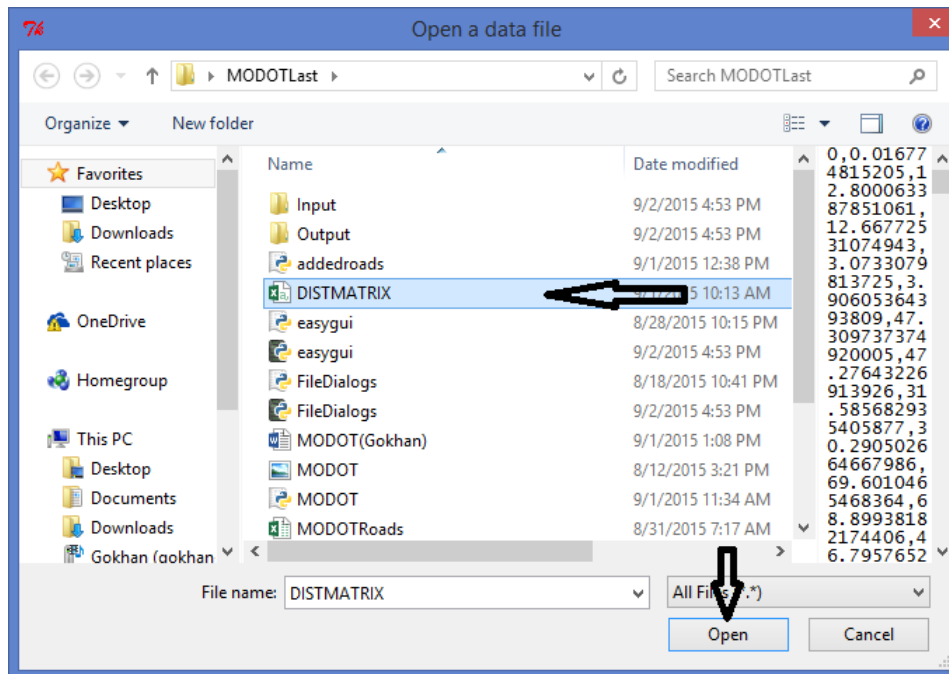 Open a data file
MODOTLast
Search MODOTLast
Organize
New folder
Favorites
Desktop
Downloads
Recent places
OneDrive
Homegroup
This PC
Desktop
Documents
Downloads
Gokhan (gokhan
Name Date modified
Input 9/2/2015 4:53 PM
Output 9/2/2015 4:53 PM
addedroads 9/1/2015 12:38 PM
DISTMATRIX 10:13 AM
easygui 8/28/2015 10:15 PM
easygui 9/2/2015 4:53 PM
FileDialogs 8/18/2015 10:41 PM
FileDialogs 9/2/2015 4:53 PM
MODOT(Gokhan) 9/1/2015 1:08 PM
MODOT 8/12/2015 3:21 PM
MODOT 9/1/2015 11:34 AM
MODOTRoads 8/31/2015 7:17 AM
0,0.01677
4815205,1
2.8000633
87851061,
12.667725
31074943,
3.0733079
813725,3.
906053643
93809,47.
309737374
920005,47
.27643226
913926,31
.58568293
5405877,3
0.2905026
64667986,
69.601046
5468364,6
8.8993818
2174406,4
6.7957652
File name: DISTMATRIX
All Files
Open
Cancel